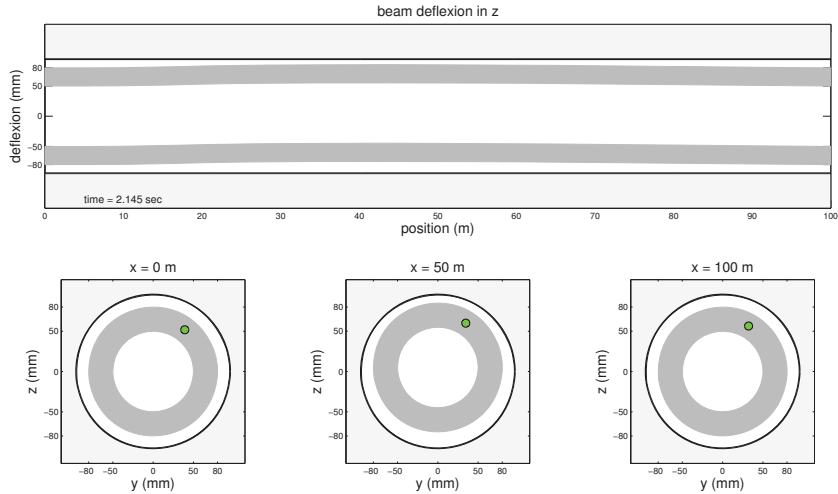 beam deflexion in z
deflexion (mm)
80
50
0
−50
−80
time = 2.145 sec
0 10 20 30 40 50 60 70 80 90 100
position (m)
x = 0 m
z (mm)
80
50
0
−50
−80
−80 −50 0 50 80
y (mm)
x = 50 m
z (mm)
80
50
0
−50
−80
−80 −50 0 50 80
y (mm)
x = 100 m
z (mm)
80
50
0
−50
−80
−80 −50 0 50 80
y (mm)